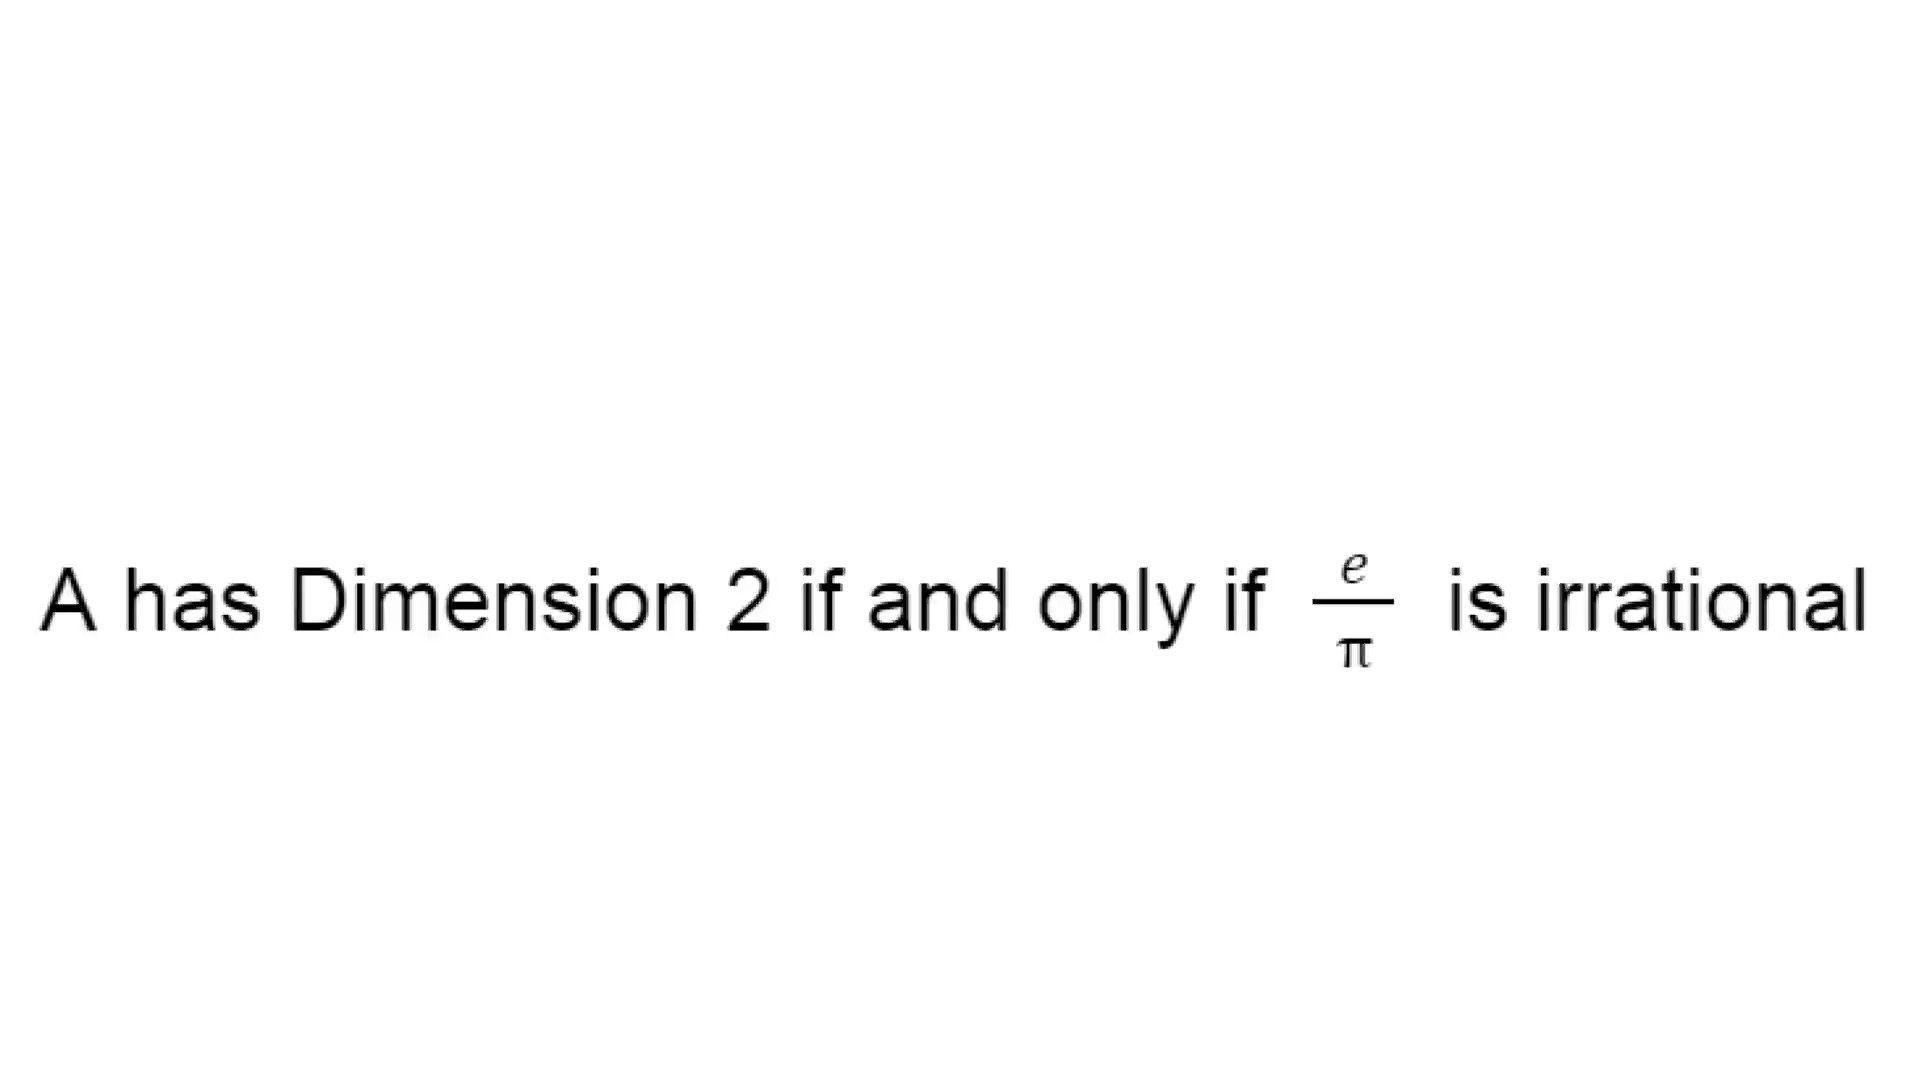 A has Dimension 2 if and only if e/π is irrational